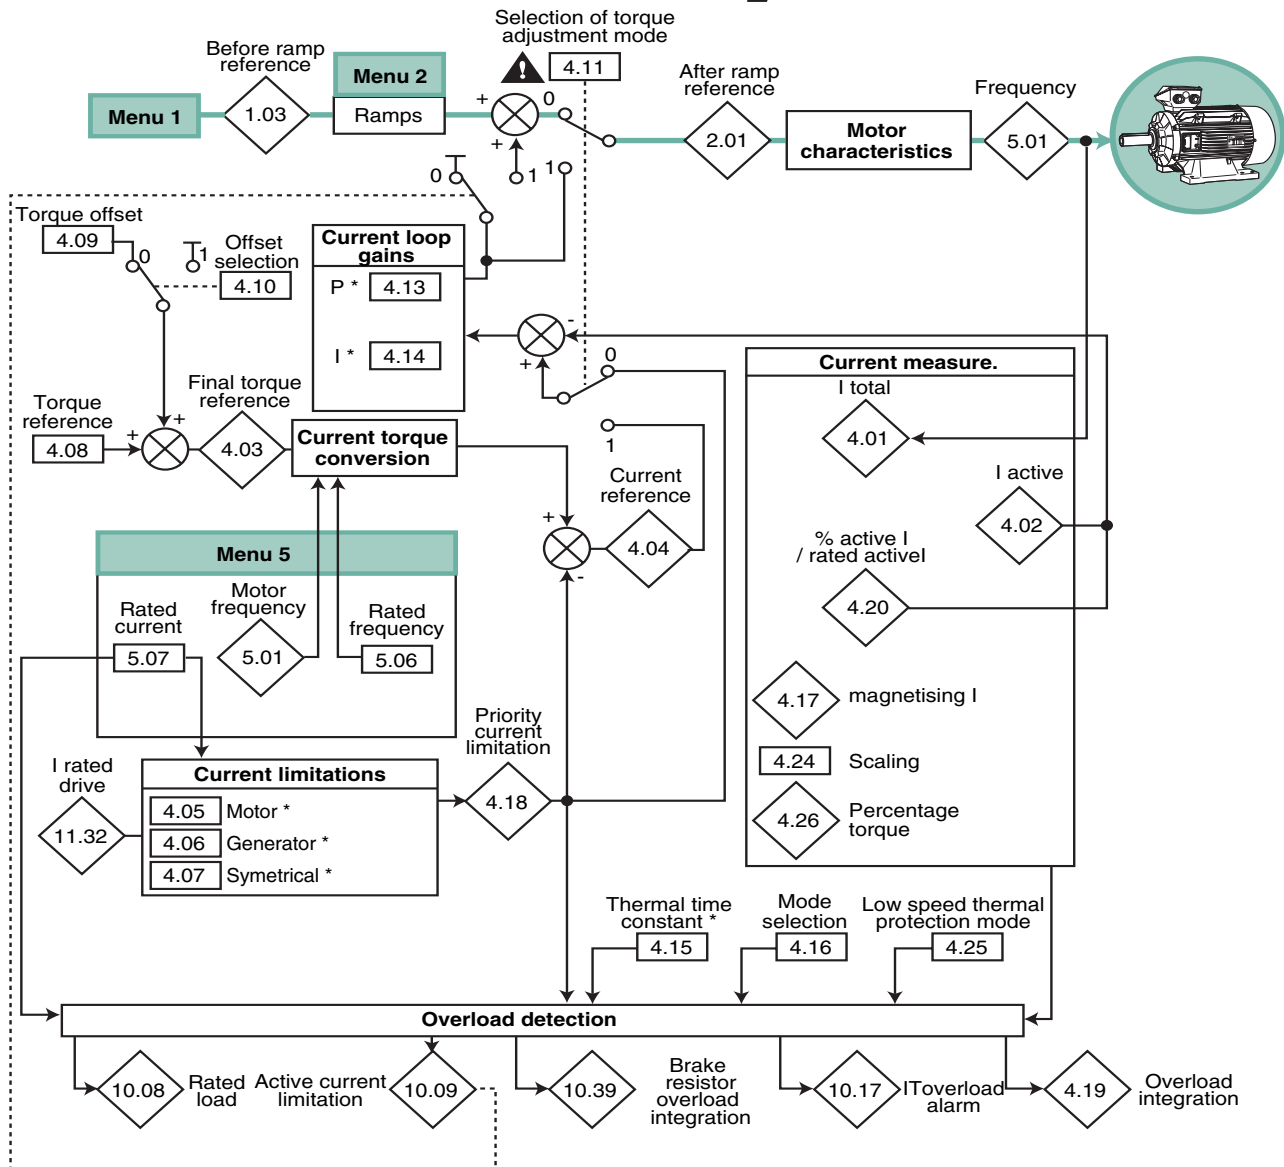 Selection of torque
adjustment mode
4.11
Before ramp
reference
1.03
Menu 1
Menu 2
Ramps
+
+
0
1
1
After ramp
reference
2.01
Motor
characteristics
Frequency
5.01
0
Torque offset
4.09
0
1
Offset
selection
4.10
Current loop
gains
P *
4.13
I *
4.14
-
+
0
1
Torque
reference
4.08
+
+
Final torque
reference
4.03
Current torque
conversion
Current
reference
4.04
+
-
Current measure.
I total
4.01
I active
4.02
% active I
/ rated activeI
4.20
4.17
magnetising I
4.24
Scaling
4.26
Percentage
torque
Menu 5
Rated
current
5.07
Motor
frequency
5.01
Rated
frequency
5.06
Priority
current
limitation
4.18
I rated
drive
11.32
Current limitations
4.05
Motor *
4.06
Generator *
4.07
Symetrical *
Thermal time
constant *
4.15
Mode
selection
4.16
Low speed thermal
protection mode
4.25
Overload detection
10.08
Rated
load
Active current
limitation
10.09
10.39
Brake
resistor
overload
integration
10.17
IToverload
alarm
4.19
Overload
integration